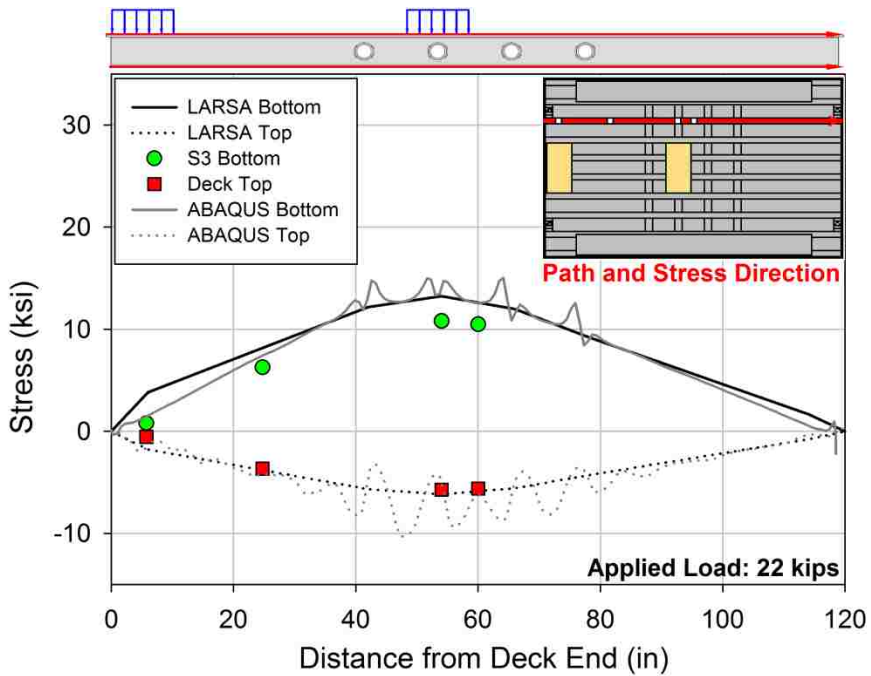 LARSA Bottom
LARSA Top
S3 Bottom
Deck Top
ABAQUS Bottom
ABAQUS Top
Path and Stress Direction
Applied Load: 22 kips
Stress (ksi)
30
20
10
0
-10
0 20 40 60 80 100 120
Distance from Deck End (in)